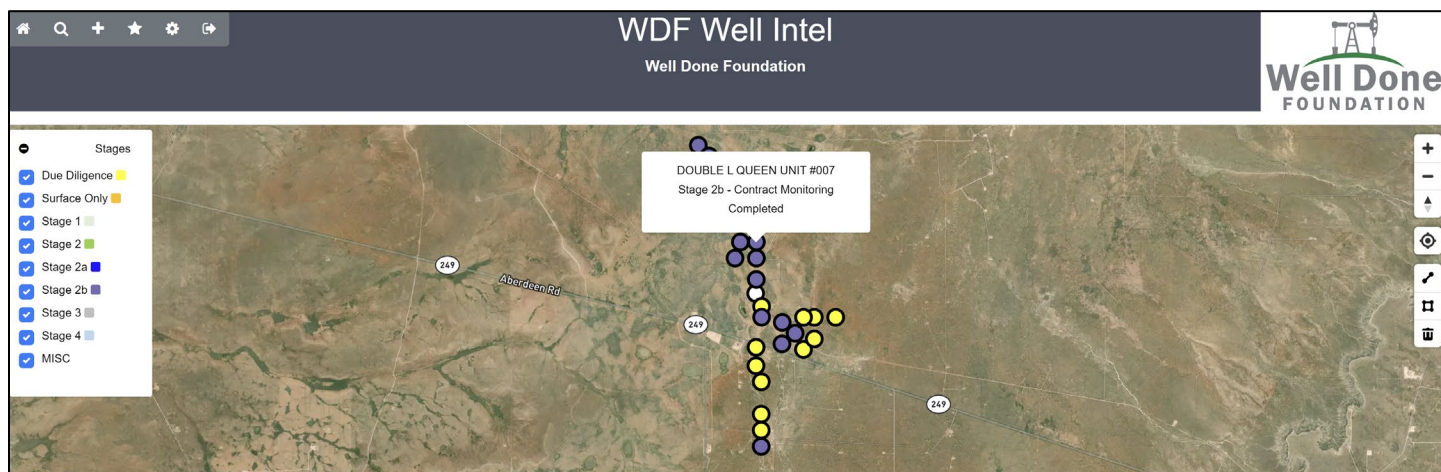 WDF Well Intel
Well Done Foundation
Well Done
FOUNDATION
Stages
Due Diligence
Surface Only
Stage 1
Stage 2
Stage 2a
Stage 2b
Stage 3
Stage 4
MISC
DOUBLE L QUEEN UNIT #007
Stage 2b - Contract Monitoring
Completed
249
Aberdeen Rd
249
249